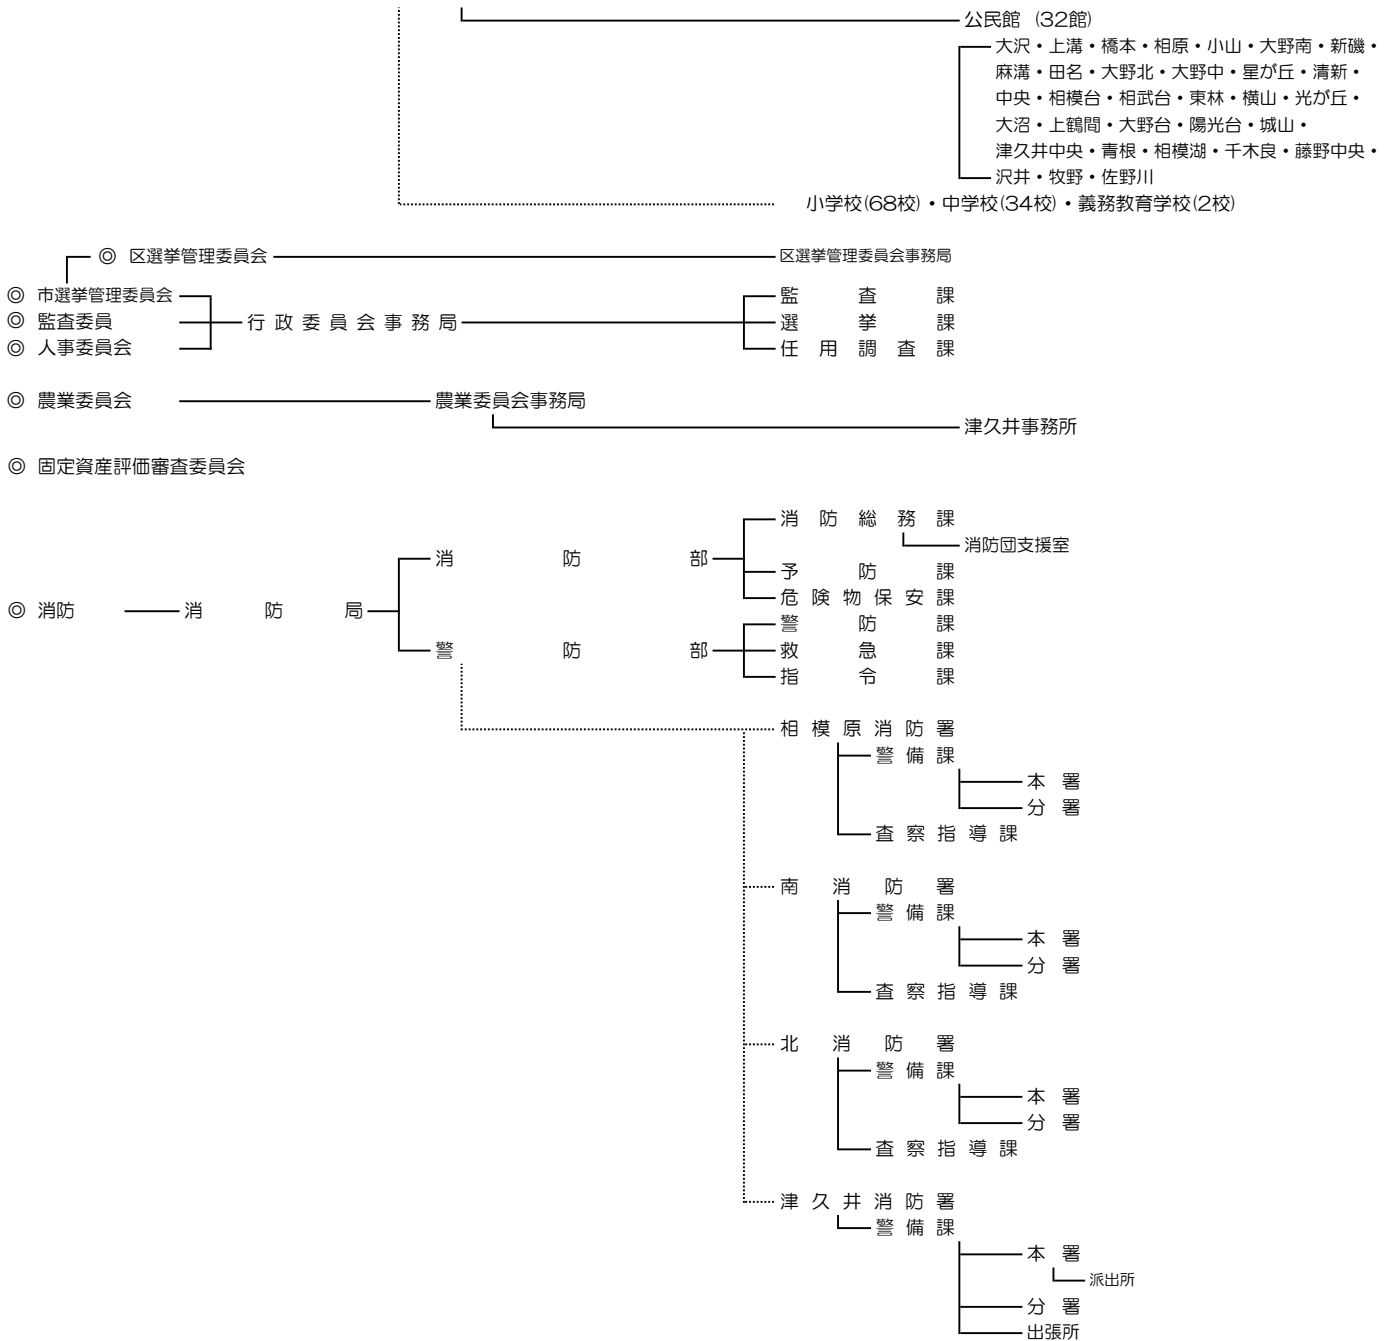 公民館 (32館)
大沢・上溝・橋本・相原・小山・大野南・新磯・
麻溝・田名・大野北・大野中・星が丘・清新・
中央・相模台・相武台・東林・横山・光が丘・
大沼・上鶴間・大野台・陽光台・城山・
津久井中央・青根・相模湖・千木良・藤野中央・
沢井・牧野・佐野川
小学校(68校)・中学校(34校)・義務教育学校(2校)
◎ 区選挙管理委員会 区選挙管理委員会事務局
◎ 市選挙管理委員会 監査課
◎ 監査委員 行政委員会事務局 選挙課
◎ 人事委員会 任用調査課
◎ 農業委員会 農業委員会事務局
津久井事務所
◎ 固定資産評価審査委員会
消防総務課
消防団支援室
消防部
予防課
危険物保安課
◎ 消防 消防局
警防課
警防部 救急課
指令課
相模原消防署
警備課
本署
分署
査察指導課
南消防署
警備課
本署
分署
査察指導課
北消防署
警備課
本署
分署
査察指導課
津久井消防署
警備課
本署
派出所
分署
出張所